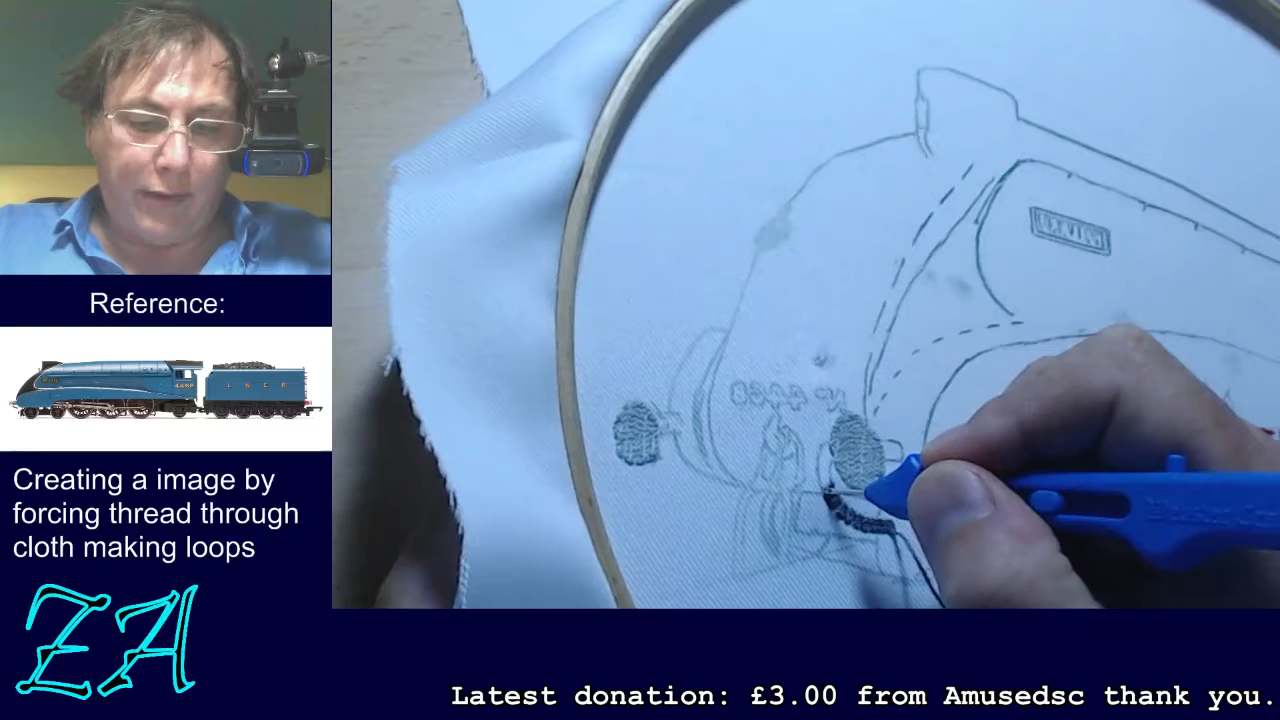 Reference:
L N E R
Creating a image by
forcing thread through
cloth making loops
ZA
Latest donation: £3.00 from Amusedsc thank you.